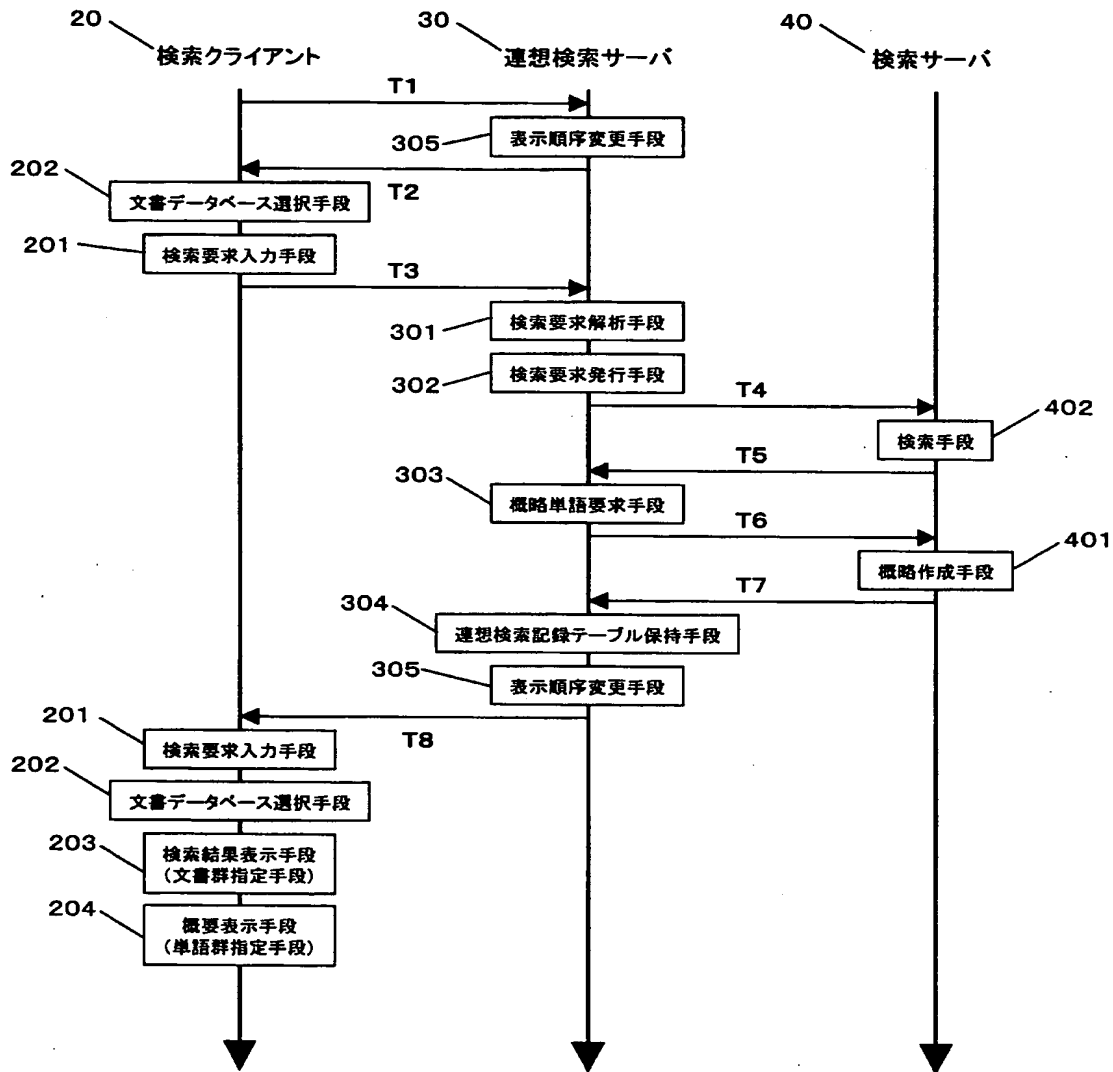 20
検索クライアント
30
連想検索サーバ
40
検索サーバ
T1
305
表示順序変更手段
T2
202
文書データベース選択手段
201
検索要求入力手段
T3
301
検索要求解析手段
302
検索要求発行手段
T4
402
検索手段
T5
303
概略単語要求手段
T6
401
概略作成手段
T7
304
連想検索記録テーブル保持手段
305
表示順序変更手段
T8
201
検索要求入力手段
202
文書データベース選択手段
203
検索結果表示手段
(文書群指定手段)
204
概要表示手段
(単語群指定手段)